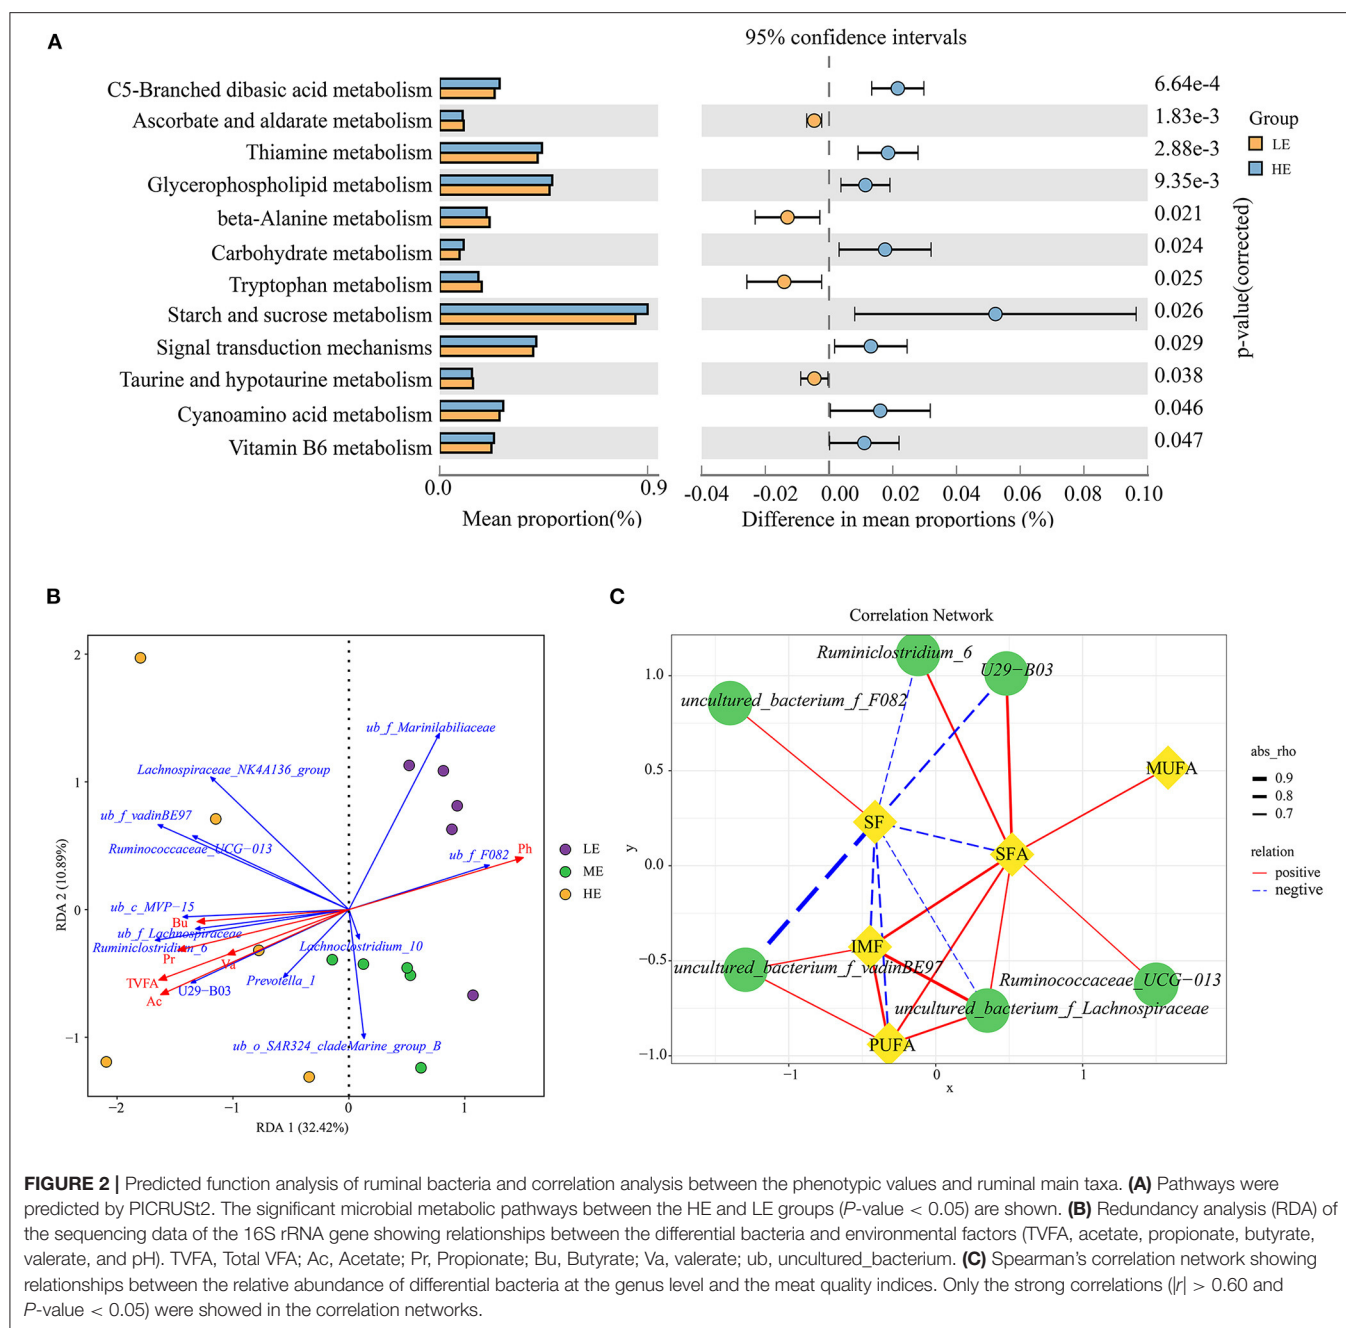 A
95% confidence intervals
C5-Branched dibasic acid metabolism
6.64e-4
Ascorbate and aldarate metabolism
1.83e-3
Thiamine metabolism
2.88e-3
Glycerophospholipid metabolism
9.35e-3
beta-Alanine metabolism
0.021
Carbohydrate metabolism
0.024
Tryptophan metabolism
0.025
Starch and sucrose metabolism
0.026
Signal transduction mechanisms
0.029
Taurine and hypotaurine metabolism
0.038
Cyanoamino acid metabolism
0.046
Vitamin B6 metabolism
0.047
Group
LE
HE
p-value(corrected)
0.0 0.9
Mean proportion(%)
-0.04 -0.02 0.00 0.02 0.04 0.06 0.08 0.10
Difference in mean proportions (%)
B
2
1
0
−1
RDA 2 (10.89%)
ub_f_Marinilabiliaceae
Lachnospiraceae_NK4A136_group
ub_f_vadinBE97
Ruminococcaceae_UCG−013
Ph
ub_f_F082
ub_c_MVP−15
Bu
ub_f_Lachnospiraceae
Ruminiclostridium_6
Pr
Va
Lachnoclostridium_10
TVFA
U29−B03
Prevotella_1
Ac
ub_o_SAR324_cladeMarine_group_B
−2 −1 0 1
RDA 1 (32.42%)
LE
ME
HE
C
Correlation Network
1.0
0.5
0.0
−0.5
−1.0
y
Ruminiclostridium_6
U29−B03
uncultured_bacterium_f_F082
MUFA
SF
SFA
IMF
uncultured_bacterium_f_vadinBE97
Ruminococcaceae_UCG−013
uncultured_bacterium_f_Lachnospiraceae
PUFA
−1 0 1
x
abs_rho
0.9
0.8
0.7
relation
positive
negtive
FIGURE 2 | Predicted function analysis of ruminal bacteria and correlation analysis between the phenotypic values and ruminal main taxa. (A) Pathways were
predicted by PICRUSt2. The significant microbial metabolic pathways between the HE and LE groups (P-value < 0.05) are shown. (B) Redundancy analysis (RDA) of
the sequencing data of the 16S rRNA gene showing relationships between the differential bacteria and environmental factors (TVFA, acetate, propionate, butyrate,
valerate, and pH). TVFA, Total VFA; Ac, Acetate; Pr, Propionate; Bu, Butyrate; Va, valerate; ub, uncultured_bacterium. (C) Spearman’s correlation network showing
relationships between the relative abundance of differential bacteria at the genus level and the meat quality indices. Only the strong correlations (|r| > 0.60 and
P-value < 0.05) were showed in the correlation networks.